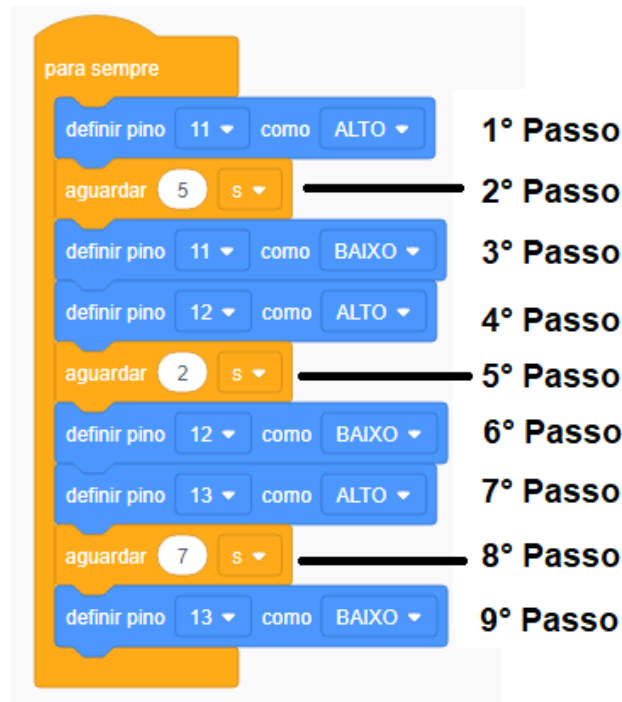 para sempre
definir pino 11 como ALTO 1° Passo
aguardar 5 s 2° Passo
definir pino 11 como BAIXO 3° Passo
definir pino 12 como ALTO 4° Passo
aguardar 2 s 5° Passo
definir pino 12 como BAIXO 6° Passo
definir pino 13 como ALTO 7° Passo
aguardar 7 s 8° Passo
definir pino 13 como BAIXO 9° Passo